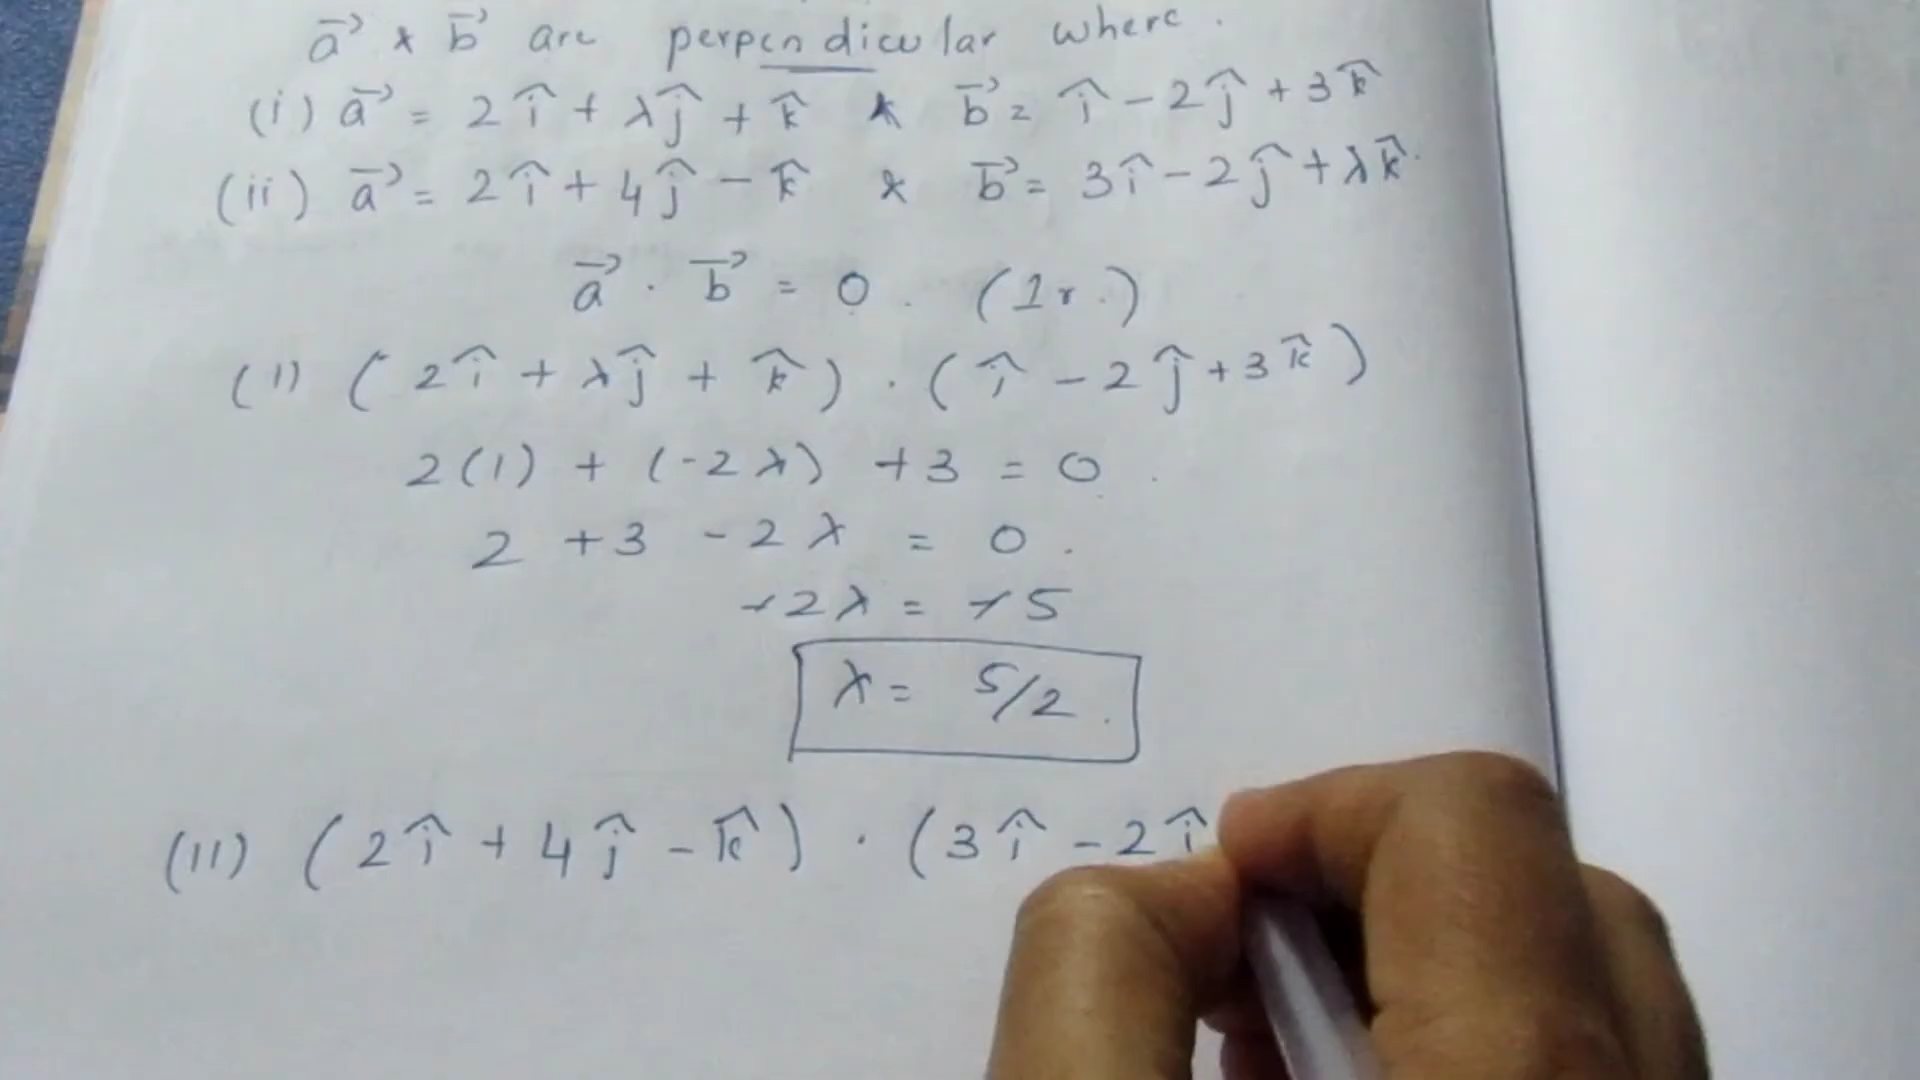 a⃗ & b⃗ are perpendicular where.
(i) a⃗ = 2î + λĵ + k̂ & b⃗ = î - 2ĵ + 3k̂
(ii) a⃗ = 2î + 4ĵ - k̂ & b⃗ = 3î - 2ĵ + λk̂.
a⃗ . b⃗ = 0. (1r.)
(1) (2î + λĵ + k̂) . (î - 2ĵ + 3k̂)
2(1) + (-2λ) + 3 = 0.
2 + 3 - 2λ = 0.
-2λ = -5
λ = 5/2.
(11) (2î + 4ĵ - k̂) . (3î - 2ĵ